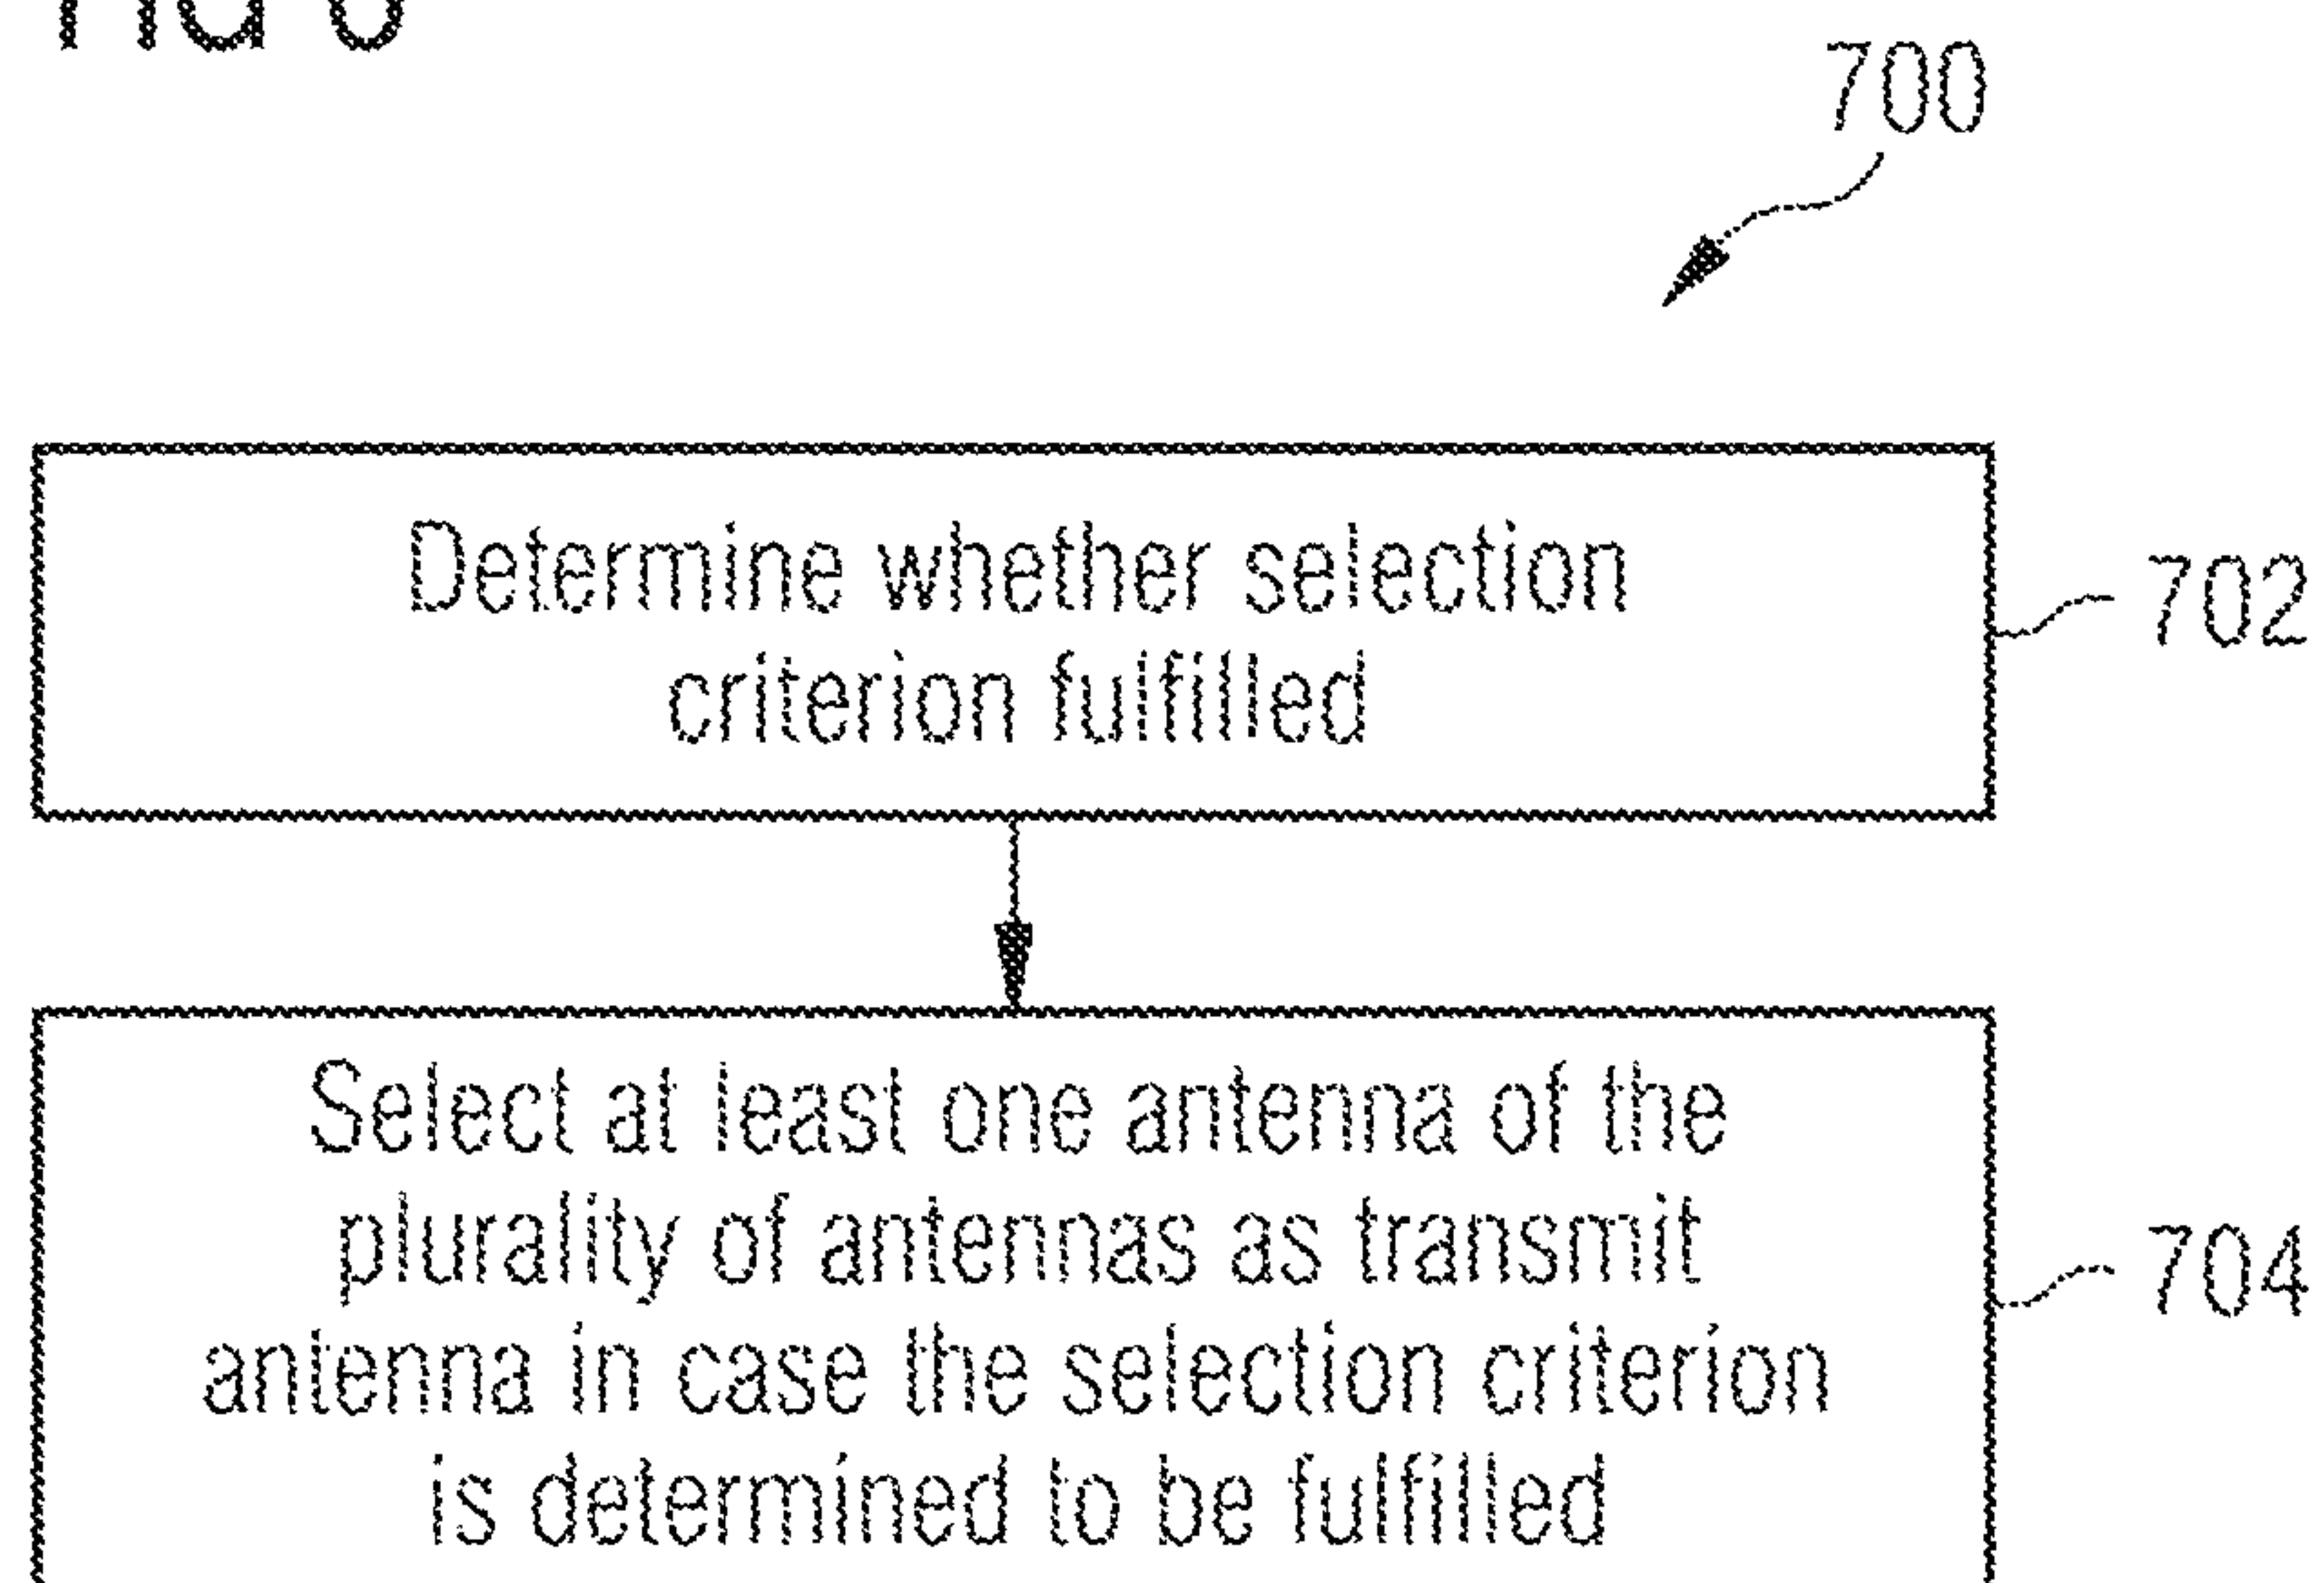 700
Determine whether selection
criterion fulfilled
702
Select at least one antenna of the
plurality of antennas as transmit
antenna in case the selection criterion
is determined to be fulfilled
704